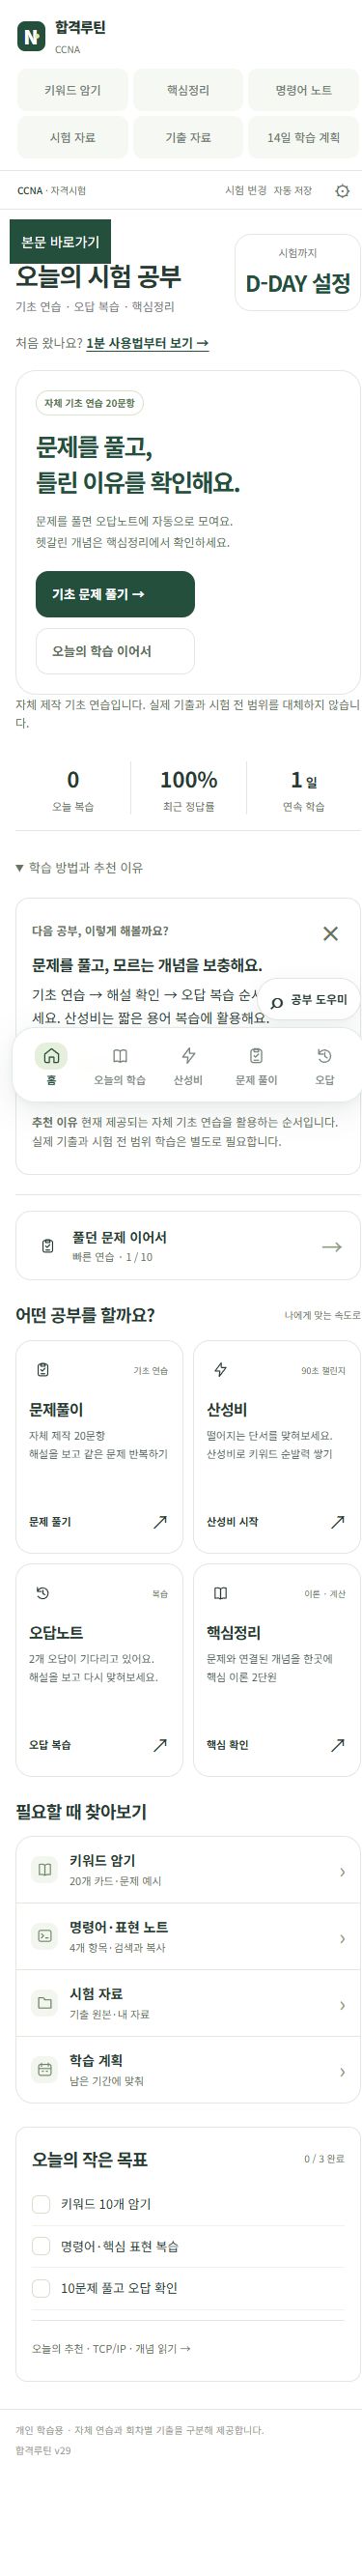 합격루틴
CCNA
키워드 암기
핵심정리
명령어 노트
시험 자료
기출 자료
14일 학습 계획
CCNA · 자격시험
시험 변경
자동 저장
본문 바로가기
오늘의 시험 공부
기초 연습 · 오답 복습 · 핵심정리
시험까지
D-DAY 설정
처음 왔나요? 1분 사용법부터 보기 →
자체 기초 연습 20문항
문제를 풀고,
틀린 이유를 확인해요.
문제를 풀면 오답노트에 자동으로 모여요.
헷갈린 개념은 핵심정리에서 확인하세요.
기초 문제 풀기 →
오늘의 학습 이어서
자체 제작 기초 연습입니다. 실제 기출과 시험 전 범위를 대체하지 않습니
다.
0
오늘 복습
100%
최근 정답률
1 일
연속 학습
▼ 학습 방법과 추천 이유
다음 공부, 이렇게 해볼까요?
문제를 풀고, 모르는 개념을 보충해요.
기초 연습 → 해설 확인 → 오답 복습 순서
세요. 산성비는 짧은 용어 복습에 활용해요.
공부 도우미
홈
오늘의 학습
산성비
문제 풀이
오답
추천 이유 현재 제공되는 자체 기초 연습을 활용하는 순서입니다.
실제 기출과 시험 전 범위 학습은 별도로 필요합니다.
풀던 문제 이어서
빠른 연습 · 1 / 10
어떤 공부를 할까요?
나에게 맞는 속도로
기초 연습
문제풀이
자체 제작 20문항
해설을 보고 같은 문제 반복하기
문제 풀기
90초 챌린지
산성비
떨어지는 단서를 맞혀보세요.
산성비로 키워드 순발력 쌓기
산성비 시작
복습
오답노트
2개 오답이 기다리고 있어요.
해설을 보고 다시 맞혀보세요.
오답 복습
이론 · 계산
핵심정리
문제와 연결된 개념을 한곳에
핵심 이론 2단원
핵심 확인
필요할 때 찾아보기
키워드 암기
20개 카드·문제 예시
명령어·표현 노트
4개 항목·검색과 복사
시험 자료
기출 원본·내 자료
학습 계획
남은 기간에 맞춰
오늘의 작은 목표
0 / 3 완료
키워드 10개 암기
명령어·핵심 표현 복습
10문제 풀고 오답 확인
오늘의 추천 · TCP/IP · 개념 읽기 →
개인 학습용 · 자체 연습과 회차별 기출을 구분해 제공합니다.
합격루틴 v29